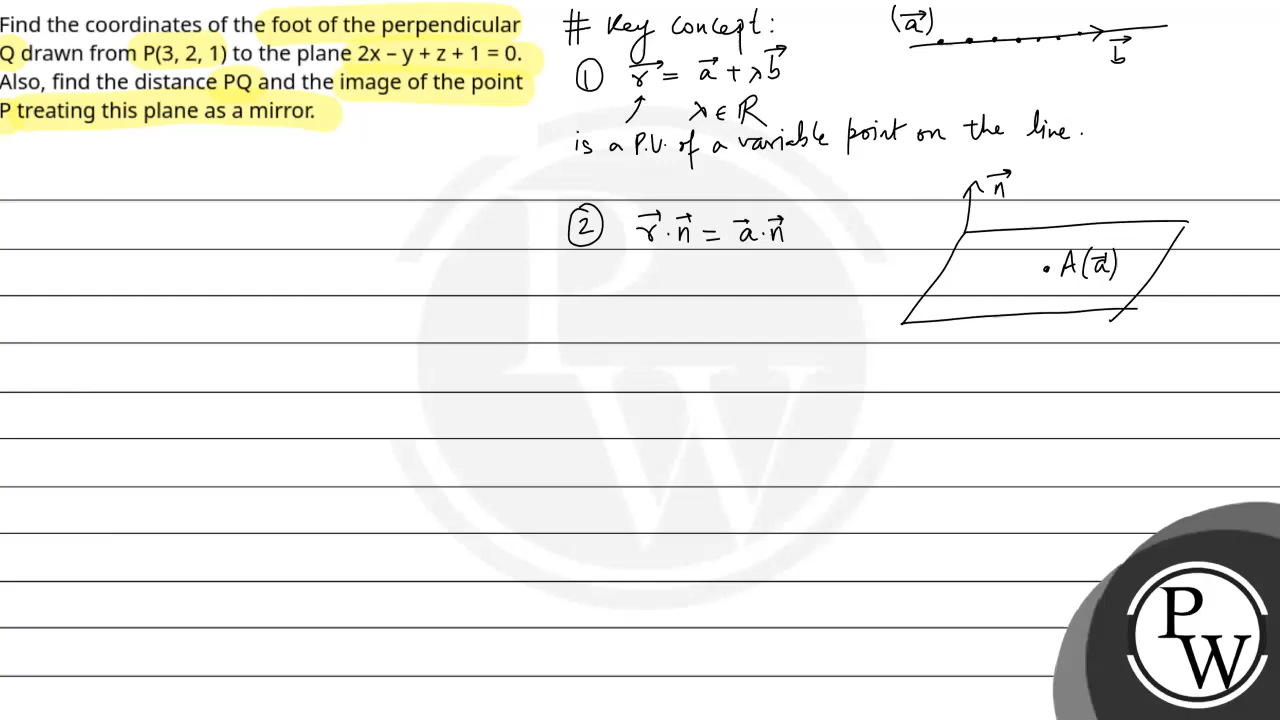 Find the coordinates of the foot of the perpendicular
Q drawn from P(3, 2, 1) to the plane 2x – y + z + 1 = 0.
Also, find the distance PQ and the image of the point
P treating this plane as a mirror.
# Key concept:
(a⃗)
b⃗
① r⃗ = a⃗ + λb⃗
λ ∈ ℝ
is a P.V. of a variable point on the line.
② r⃗ . n⃗ = a⃗ . n⃗
n⃗
A(a⃗)
PW
PW